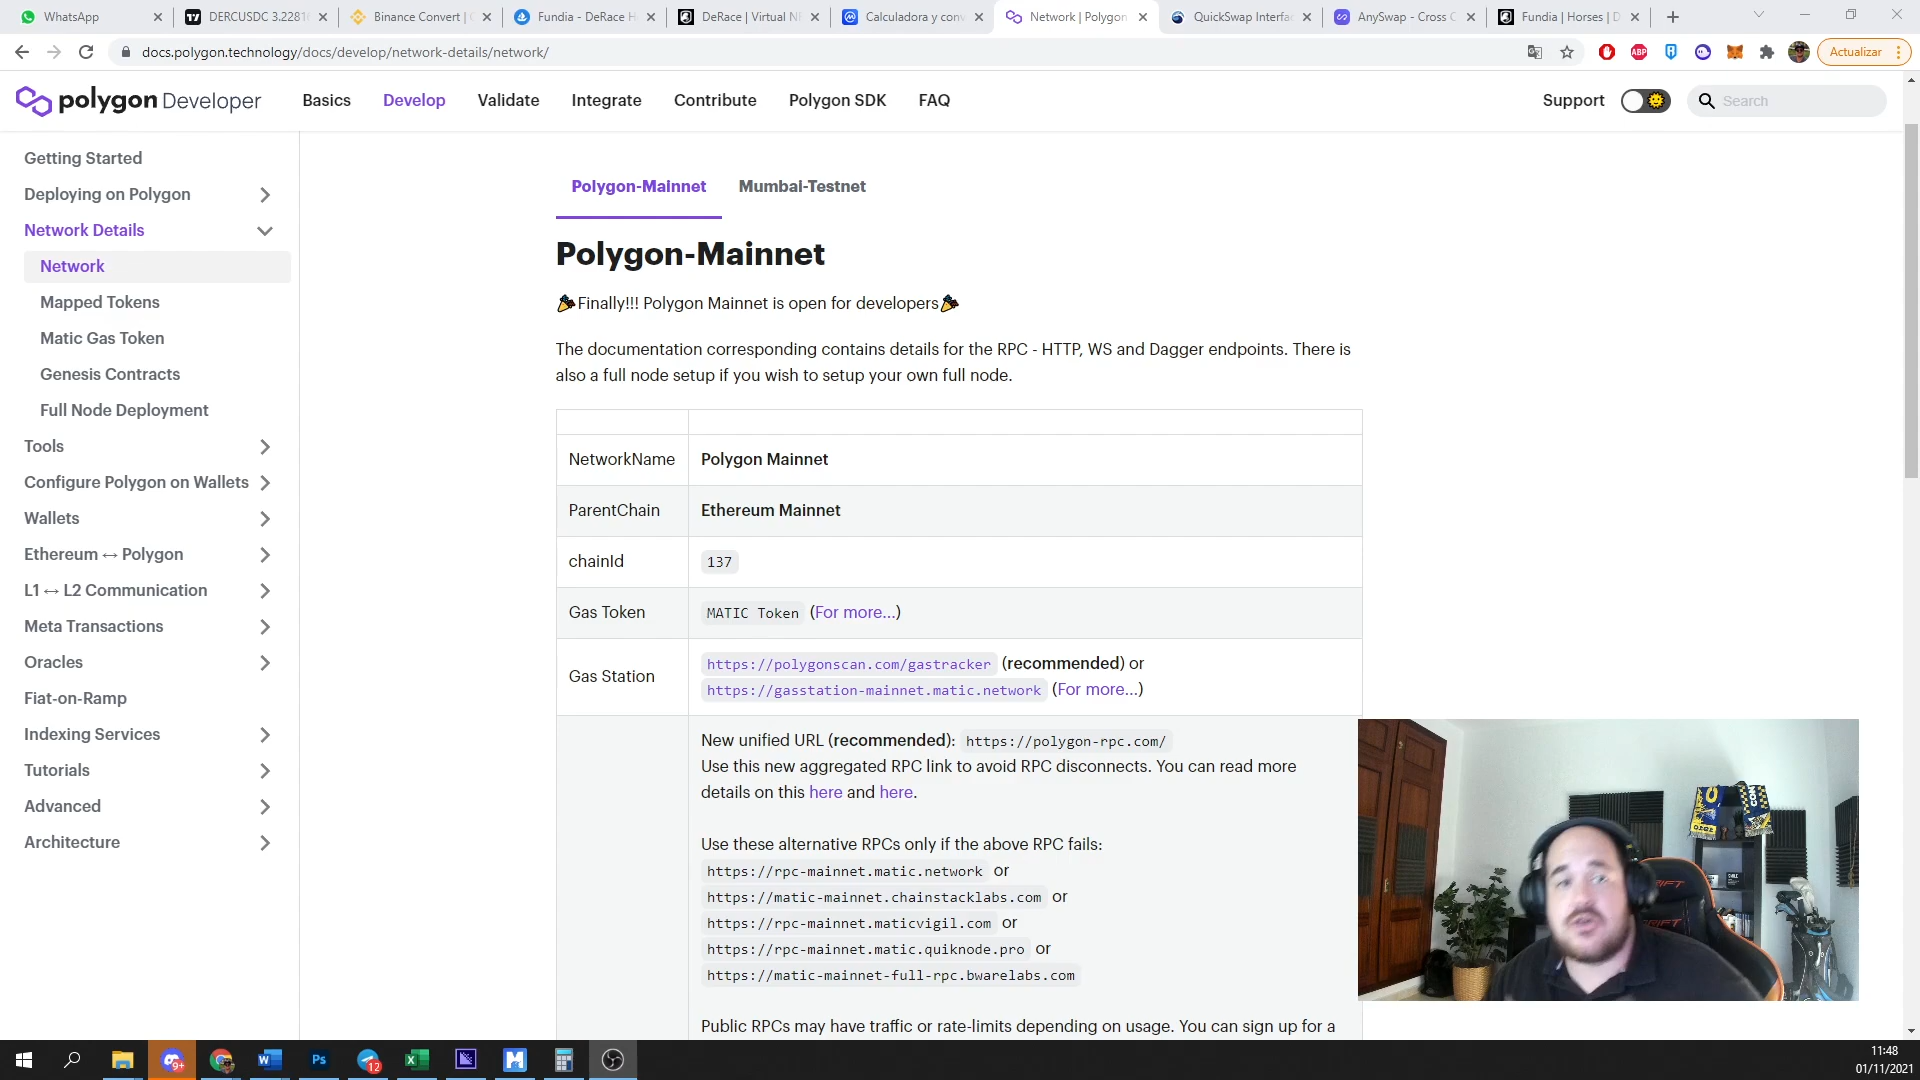 WhatsApp
DERCUSDC 3.2281
Binance Convert |
Fundia - DeRace H
DeRace | Virtual N
Calculadora y con
Network | Polygon
QuickSwap Interfa
AnySwap - Cross C
Fundia | Horses | D
docs.polygon.technology/docs/develop/network-details/network/
ABP
Actualizar
polygon Developer
Basics
Develop
Validate
Integrate
Contribute
Polygon SDK
FAQ
Support
Search
Getting Started
Deploying on Polygon
Network Details
Network
Mapped Tokens
Matic Gas Token
Genesis Contracts
Full Node Deployment
Tools
Configure Polygon on Wallets
Wallets
Ethereum ↔ Polygon
L1 ↔ L2 Communication
Meta Transactions
Oracles
Fiat-on-Ramp
Indexing Services
Tutorials
Advanced
Architecture
Polygon-Mainnet
Mumbai-Testnet
Polygon-Mainnet
🎉Finally!!! Polygon Mainnet is open for developers🎉
The documentation corresponding contains details for the RPC - HTTP, WS and Dagger endpoints. There is
also a full node setup if you wish to setup your own full node.
NetworkName Polygon Mainnet
ParentChain Ethereum Mainnet
chainId 137
Gas Token MATIC Token (For more...)
Gas Station
https://polygonscan.com/gastracker (recommended) or
https://gasstation-mainnet.matic.network (For more...)
New unified URL (recommended): https://polygon-rpc.com/
Use this new aggregated RPC link to avoid RPC disconnects. You can read more
details on this here and here.
Use these alternative RPCs only if the above RPC fails:
https://rpc-mainnet.matic.network or
https://matic-mainnet.chainstacklabs.com or
https://rpc-mainnet.maticvigil.com or
https://rpc-mainnet.matic.quiknode.pro or
https://matic-mainnet-full-rpc.bwarelabs.com
Public RPCs may have traffic or rate-limits depending on usage. You can sign up for a
9+
12
11:48
01/11/2021